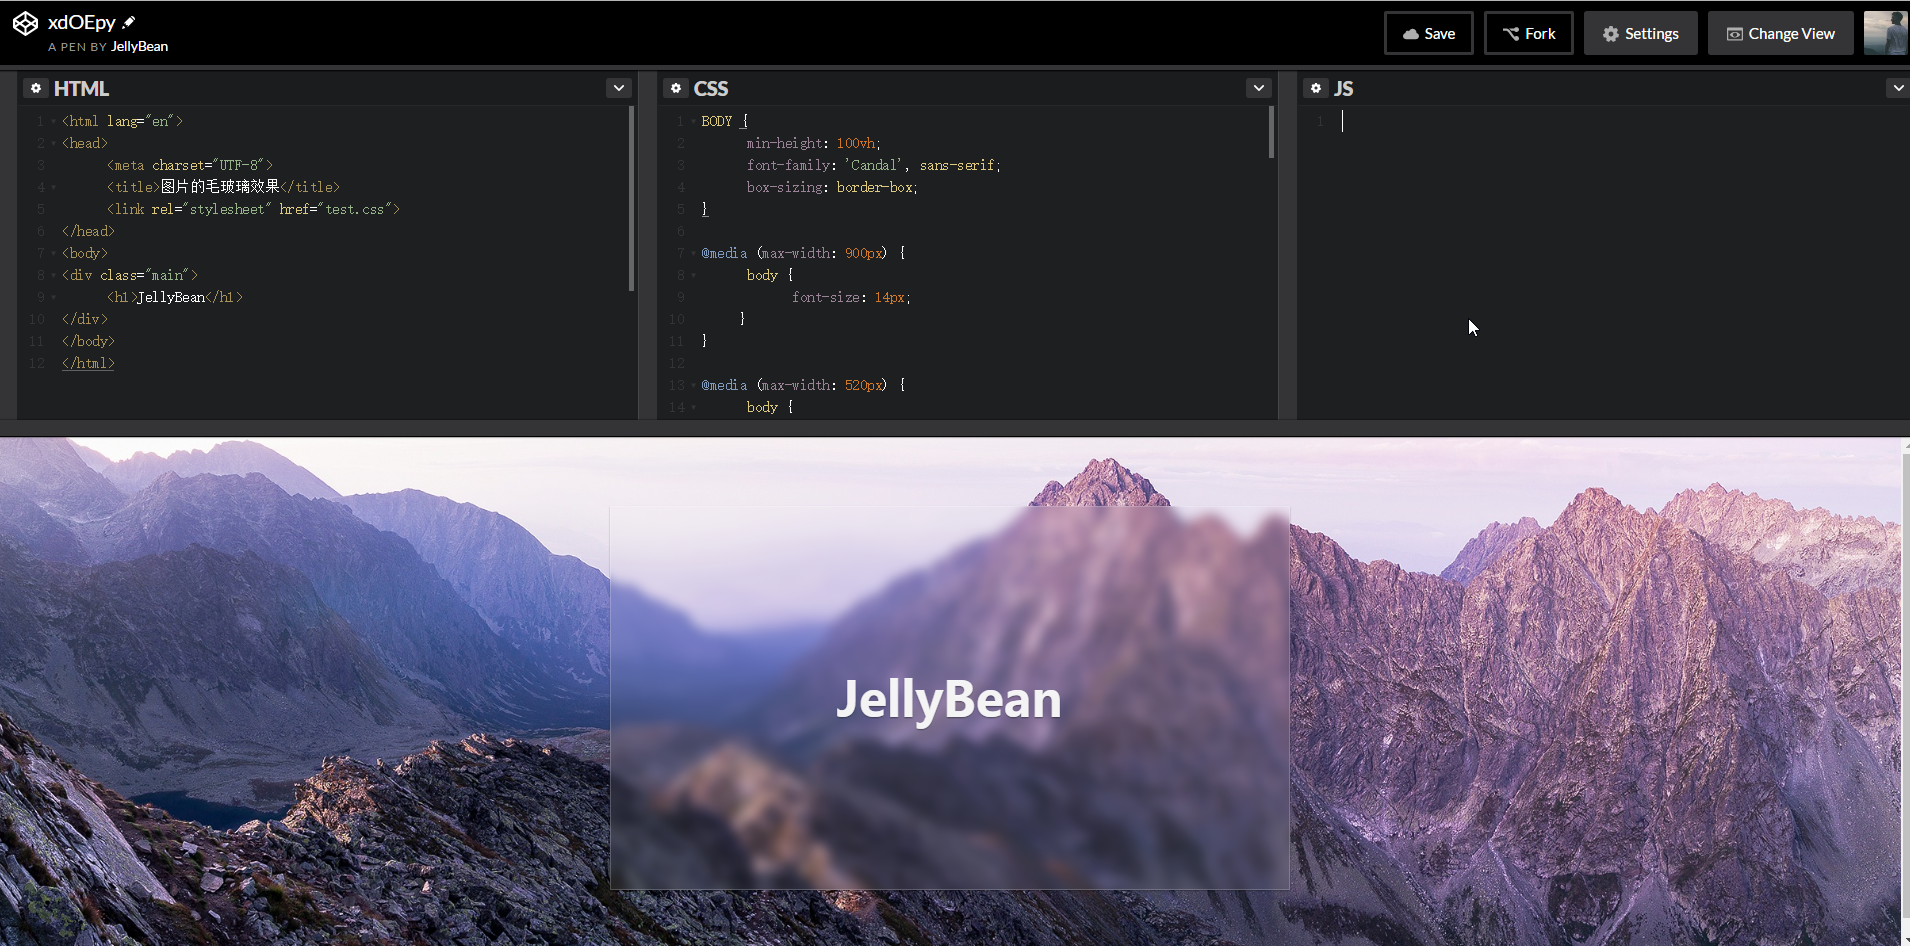 xdOEpy
A PEN BY JellyBean
Save
Fork
Settings
Change View
HTML
1 <html lang="en">
2 <head>
3 <meta charset="UTF-8">
4 <title>图片的毛玻璃效果</title>
5 <link rel="stylesheet" href="test.css">
6 </head>
7 <body>
8 <div class="main">
9 <h1>JellyBean</h1>
10 </div>
11 </body>
12 </html>
CSS
1 BODY {
2 min-height: 100vh;
3 font-family: 'Candal', sans-serif;
4 box-sizing: border-box;
5 }
6
7 @media (max-width: 900px) {
8 body {
9 font-size: 14px;
10 }
11 }
12
13 @media (max-width: 520px) {
14 body {
JS
1
JellyBean